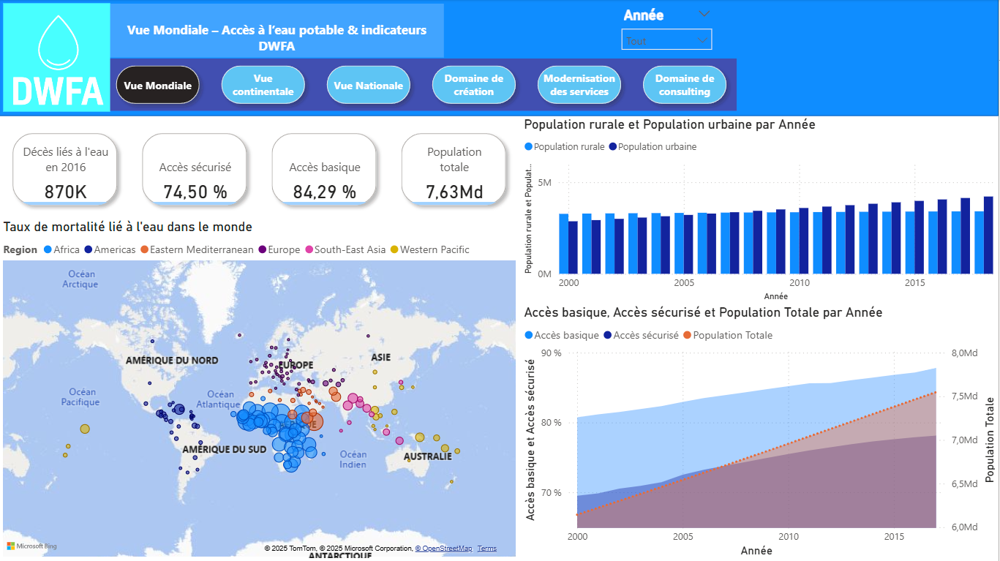 DWFA
Vue Mondiale – Accès à l'eau potable & indicateurs
DWFA
Année
Tout
Vue Mondiale
Vue
continentale
Vue Nationale
Domaine de
création
Modernisation
des services
Domaine de
consulting
Décès liés à l'eau
en 2016
870K
Accès sécurisé
74,50 %
Accès basique
84,29 %
Population
totale
7,63Md
Taux de mortalité lié à l'eau dans le monde
Region Africa Americas Eastern Mediterranean Europe South-East Asia Western Pacific
Océan
Arctique
AMÉRIQUE DU NORD
EUROPE
ASIE
Océan
Pacifique
Océan
Atlantique
AFRIQUE
AMÉRIQUE DU SUD
Océan
Indien
AUSTRALIE
Microsoft Bing
© 2025 TomTom, © 2025 Microsoft Corporation, © OpenStreetMap Terms
ANTARCTIQUE
Population rurale et Population urbaine par Année
Population rurale Population urbaine
Population rurale et Populat...
5M
0M
2000 2005 2010 2015
Année
Accès basique, Accès sécurisé et Population Totale par Année
Accès basique Accès sécurisé Population Totale
Accès basique et Accès sécurisé
90 %
80 %
70 %
8,0Md
7,5Md
7,0Md
6,5Md
6,0Md
Population Totale
2000 2005 2010 2015
Année